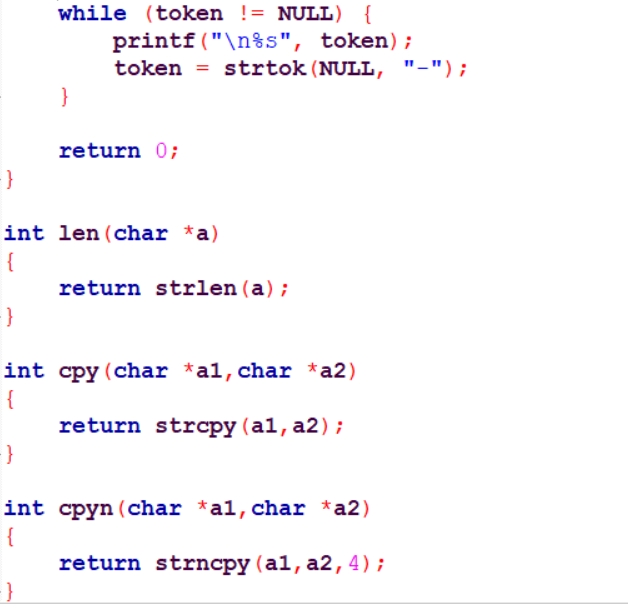 while (token != NULL) {
printf("\n%s", token);
token = strtok(NULL, "-");
}
return 0;
}
int len(char *a)
{
return strlen(a);
}
int cpy(char *a1,char *a2)
{
return strcpy(a1,a2);
}
int cpyn(char *a1,char *a2)
{
return strncpy(a1,a2,4);
}